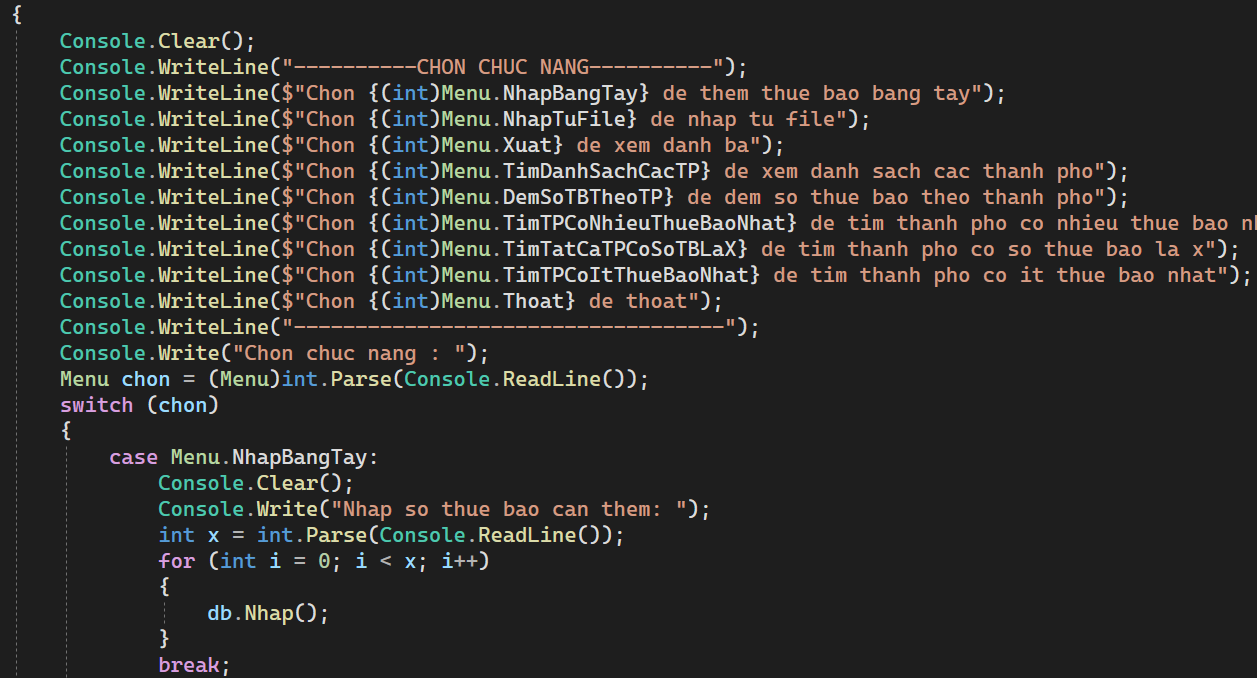 {
    Console.Clear();
    Console.WriteLine("----------CHON CHUC NANG----------");
    Console.WriteLine($"Chon {(int)Menu.NhapBangTay} de them thue bao bang tay");
    Console.WriteLine($"Chon {(int)Menu.NhapTuFile} de nhap tu file");
    Console.WriteLine($"Chon {(int)Menu.Xuat} de xem danh ba");
    Console.WriteLine($"Chon {(int)Menu.TimDanhSachCacTP} de xem danh sach cac thanh pho");
    Console.WriteLine($"Chon {(int)Menu.DemSoTBTheoTP} de dem so thue bao theo thanh pho");
    Console.WriteLine($"Chon {(int)Menu.TimTPCoNhieuThueBaoNhat} de tim thanh pho co nhieu thue bao
    Console.WriteLine($"Chon {(int)Menu.TimTatCaTPCoSoTBLaX} de tim thanh pho co so thue bao la x");
    Console.WriteLine($"Chon {(int)Menu.TimTPCoItThueBaoNhat} de tim thanh pho co it thue bao nhat");
    Console.WriteLine($"Chon {(int)Menu.Thoat} de thoat");
    Console.WriteLine("-----------------------------------");
    Console.Write("Chon chuc nang : ");
    Menu chon = (Menu)int.Parse(Console.ReadLine());
    switch (chon)
    {
        case Menu.NhapBangTay:
            Console.Clear();
            Console.Write("Nhap so thue bao can them: ");
            int x = int.Parse(Console.ReadLine());
            for (int i = 0; i < x; i++)
            {
                db.Nhap();
            }
            break;